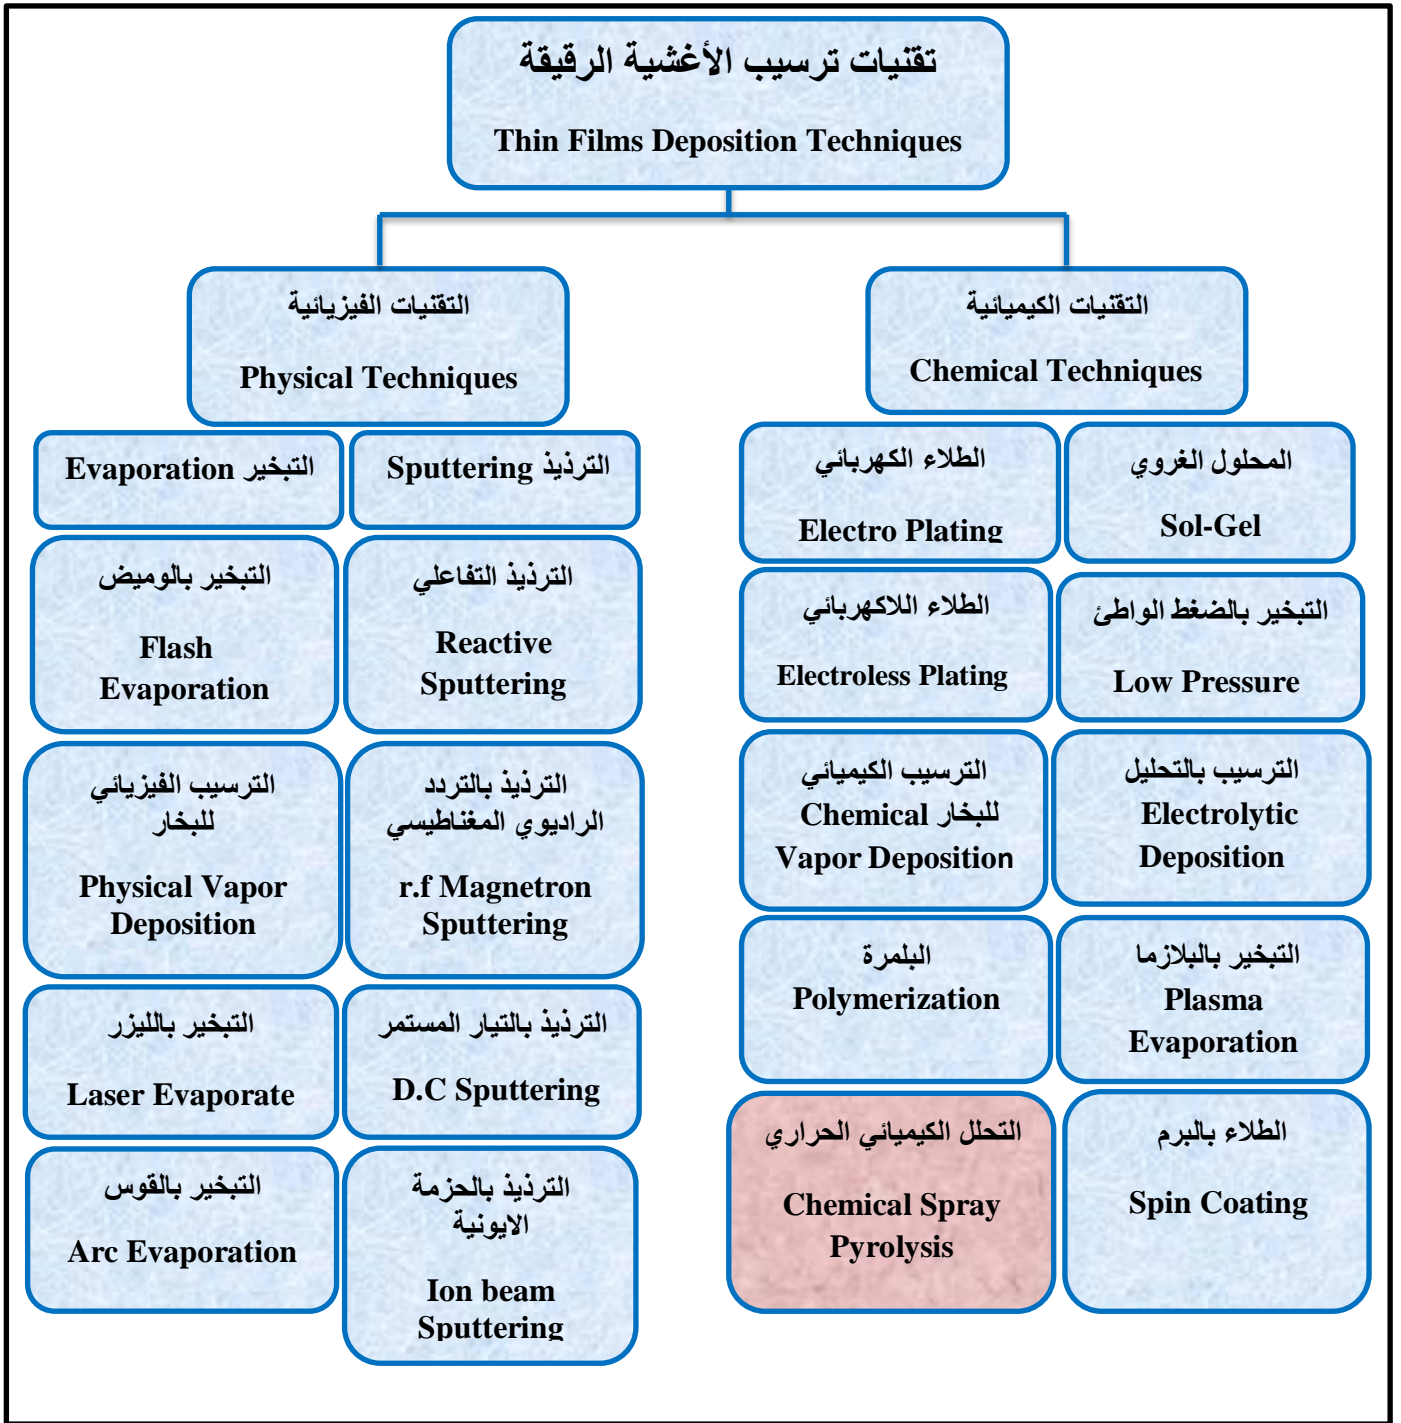 تقنيات ترسيب الأغشية الرقيقة
Thin Films Deposition Techniques
التقنيات الفيزيائية
Physical Techniques
التقنيات الكيميائية
Chemical Techniques
التبخير Evaporation
الترذيذ Sputtering
التبخير بالوميض
Flash
Evaporation
الترذيذ التفاعلي
Reactive
Sputtering
الترسيب الفيزيائي
للبخار
Physical Vapor
Deposition
الترذيذ بالتردد
الراديوي المغناطيسي
r.f Magnetron
Sputtering
التبخير بالليزر
Laser Evaporate
الترذيذ بالتيار المستمر
D.C Sputtering
التبخير بالقوس
Arc Evaporation
الترذيذ بالحزمة
الايونية
Ion beam
Sputtering
الطلاء الكهربائي
Electro Plating
المحلول الغروي
Sol-Gel
الطلاء اللاكهربائي
Electroless Plating
التبخير بالضغط الواطئ
Low Pressure
الترسيب الكيميائي
للبخار Chemical
Vapor Deposition
الترسيب بالتحليل
Electrolytic
Deposition
البلمرة
Polymerization
التبخير بالبلازما
Plasma
Evaporation
التحلل الكيميائي الحراري
Chemical Spray
Pyrolysis
الطلاء بالبرم
Spin Coating